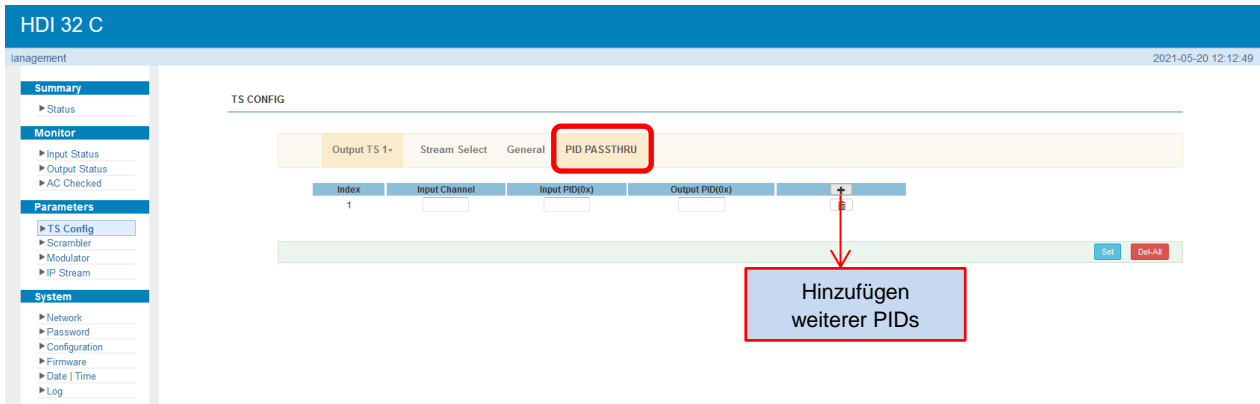 HDI 32 C
lanagement
2021-05-20 12:12:49
Summary
Status
Monitor
Input Status
Output Status
AC Checked
Parameters
TS Config
Scrambler
Modulator
IP Stream
System
Network
Password
Configuration
Firmware
Date | Time
Log
TS CONFIG
Output TS 1 Stream Select General PID PASSTHRU
Index Input Channel Input PID(0x) Output PID(0x) +
1
Set Del-All
Hinzufügen
weiterer PIDs